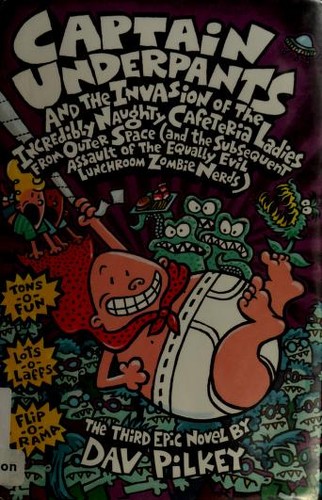 CAPTAIN
UNDERPANTS
AND THE INVASION OF THE
INCREDIBLY NAUGHTY CAFETERIA LADIES
FROM OUTER SPACE (AND THE SUBSEQUENT
ASSAULT OF THE EQUALLY EVIL
LUNCHROOM ZOMBIE NERDS)
TONS
-O-
FUN
LOTS
-O-
LAFFS
FLIP
-O-
RAMA
on
THE THIRD EPIC NOVEL BY
DAV PILKEY